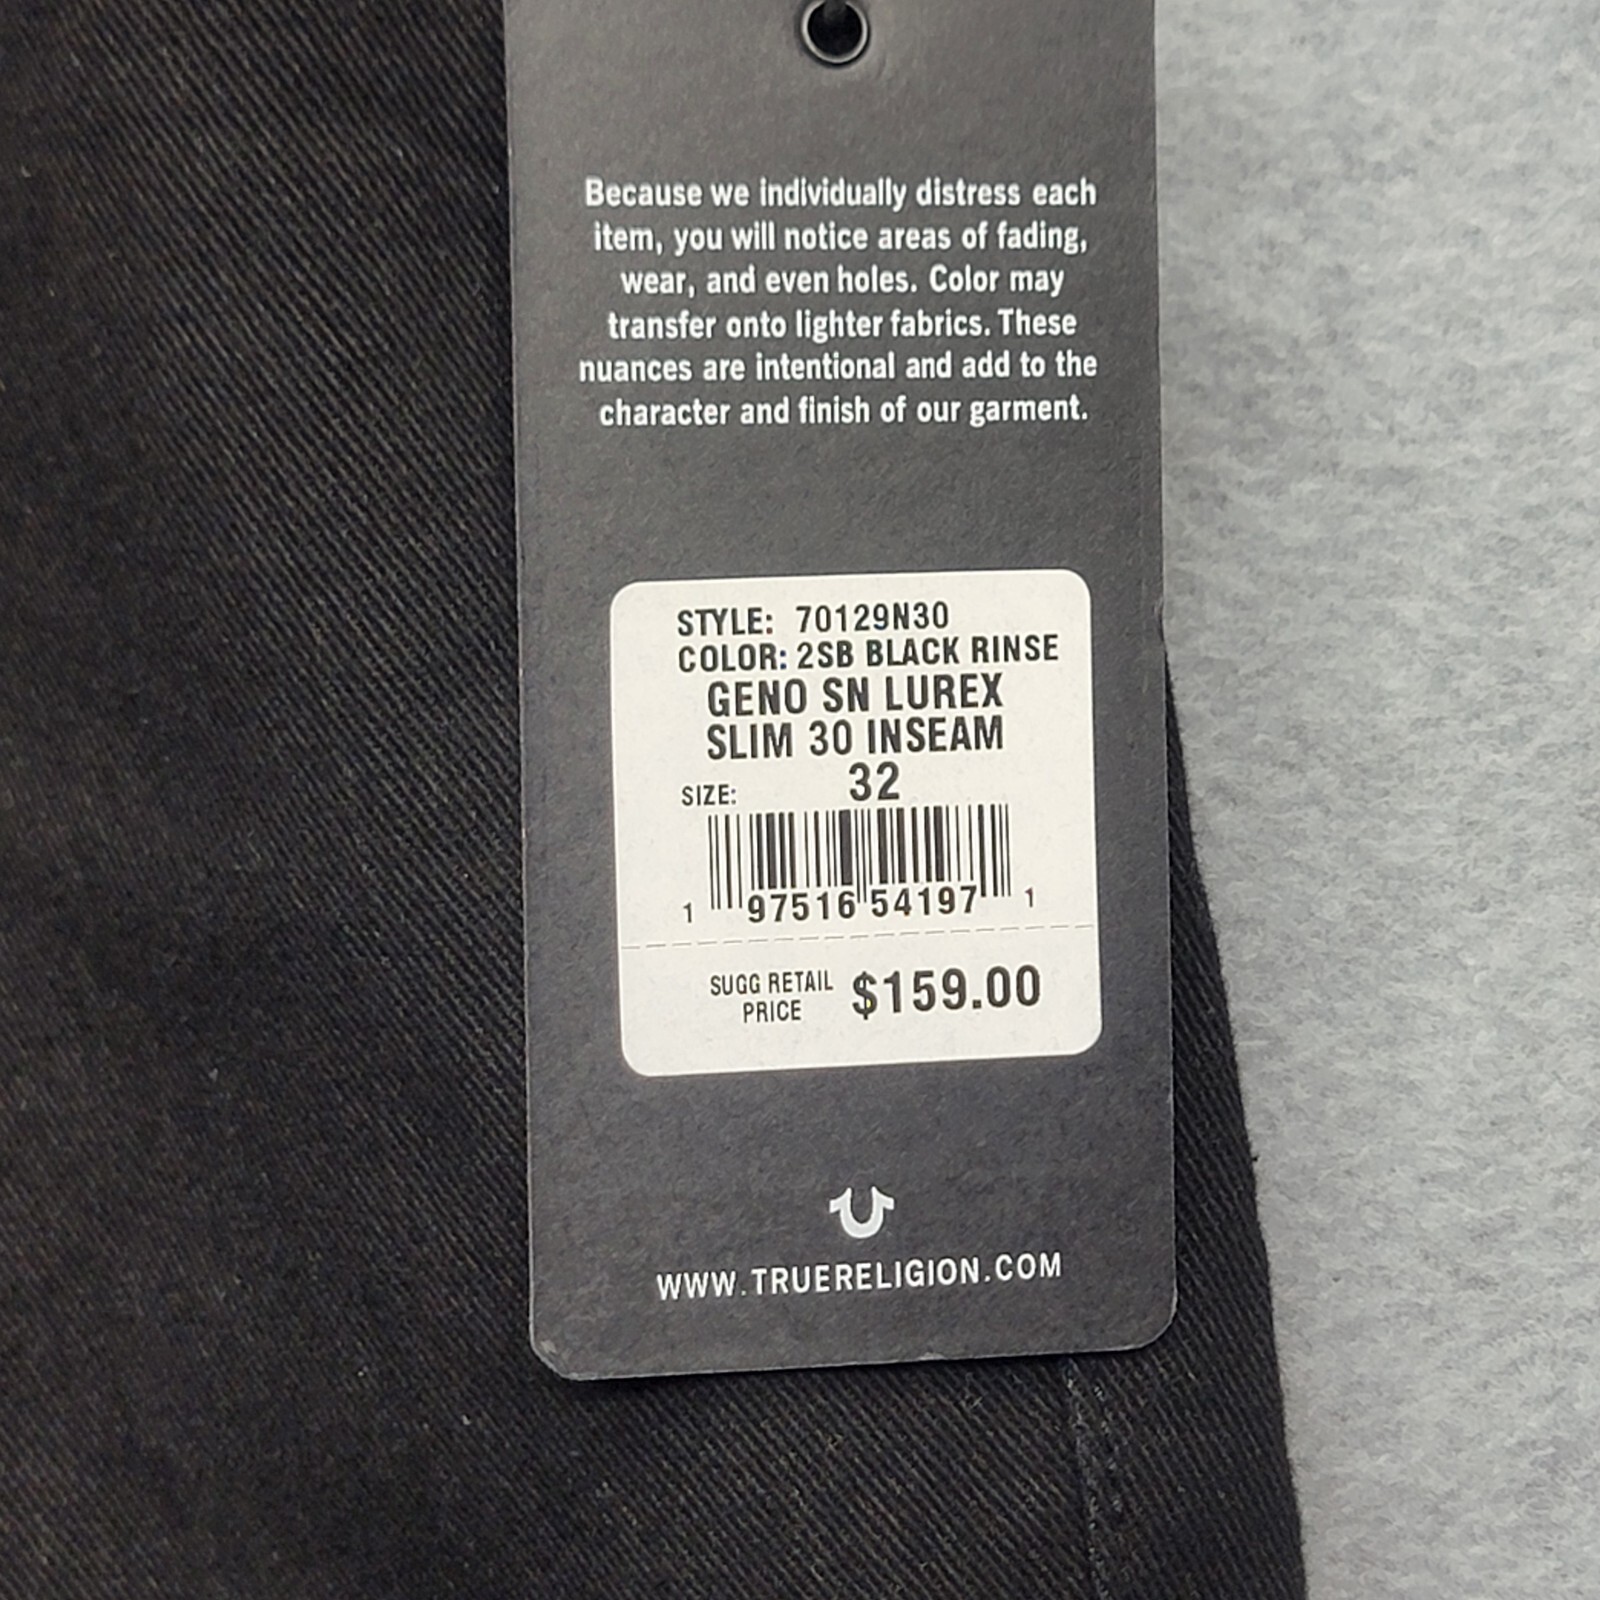 Because we individually distress each
item, you will notice areas of fading,
wear, and even holes. Color may
transfer onto lighter fabrics. These
nuances are intentional and add to the
character and finish of our garment.
STYLE: 70129N30
COLOR: 2SB BLACK RINSE
GENO SN LUREX
SLIM 30 INSEAM
SIZE: 32
1 97516 54197 1
SUGG RETAIL PRICE $159.00
WWW.TRUERELIGION.COM